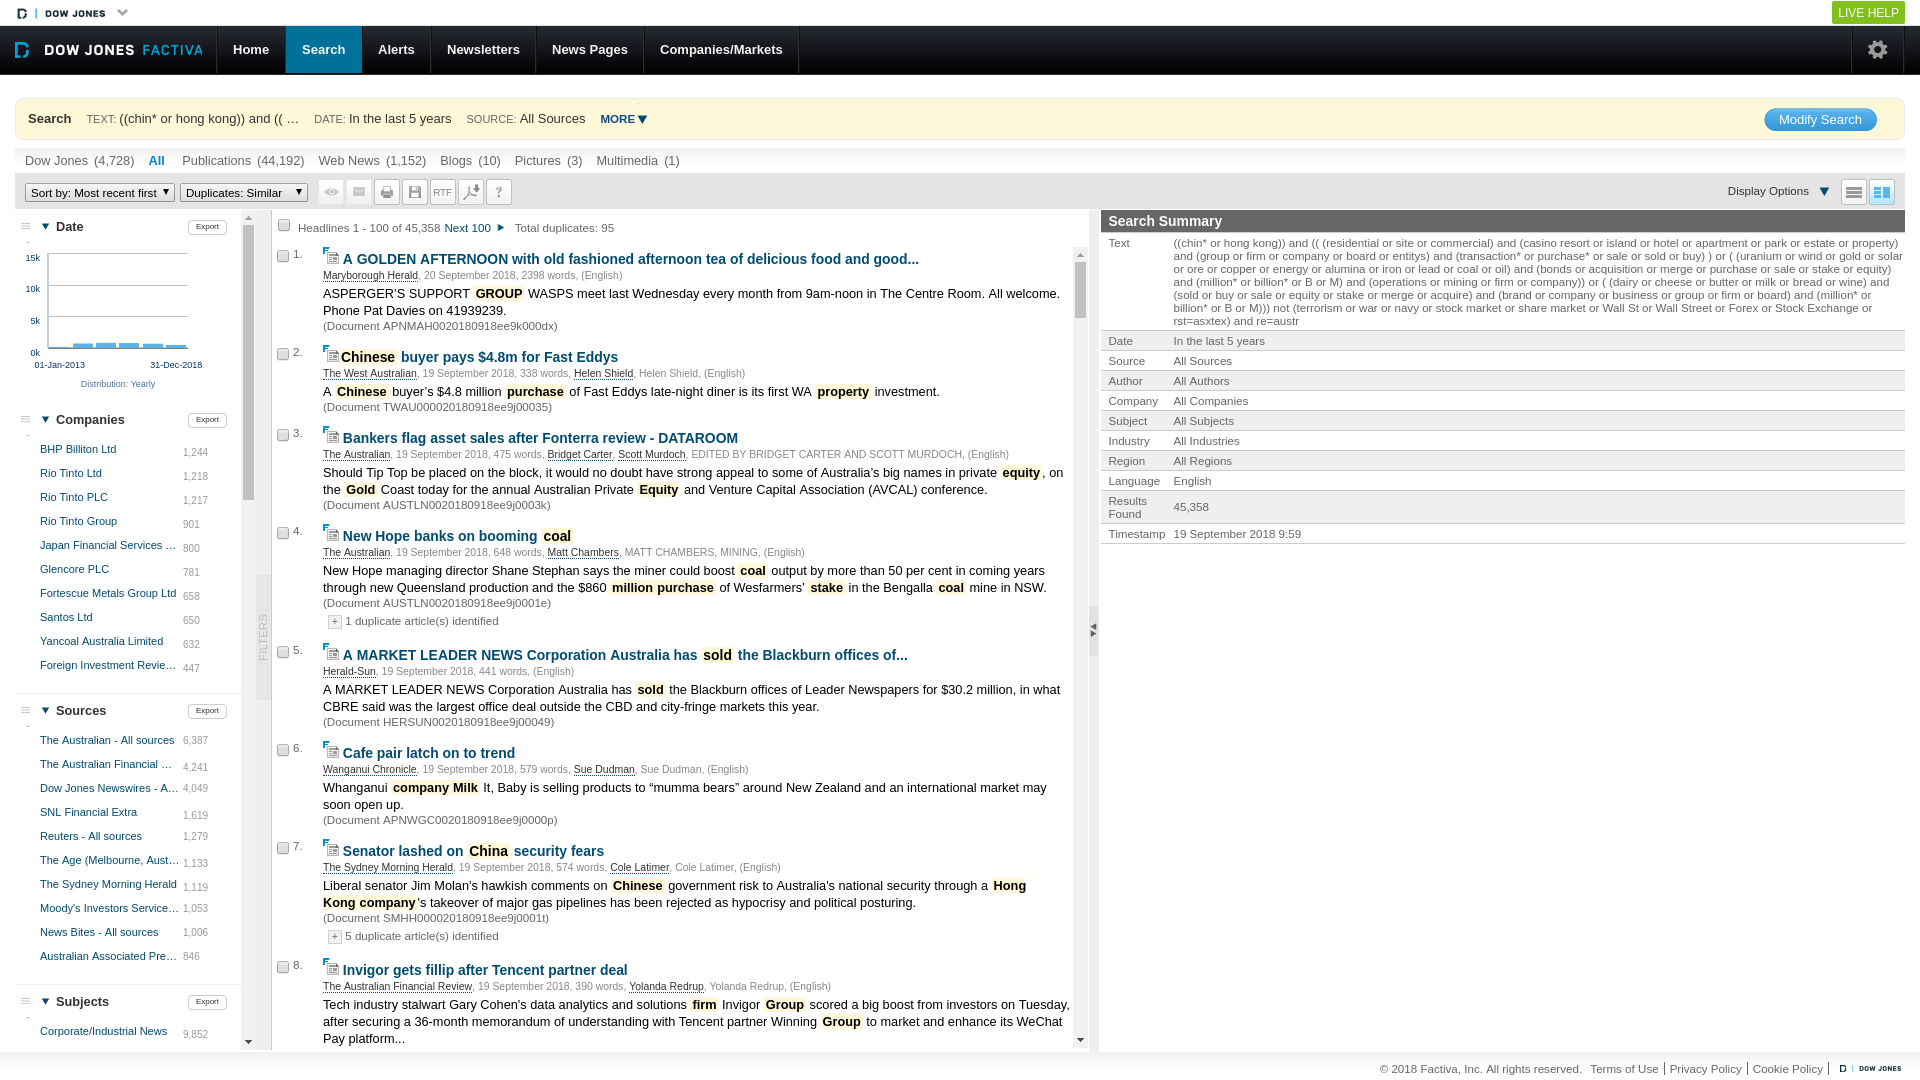 DOW JONES
LIVE HELP
DOW JONES FACTIVA Home Search Alerts Newsletters News Pages Companies/Markets
Search TEXT: ((chin* or hong kong)) and (( … DATE: In the last 5 years SOURCE: All Sources MORE
Modify Search
Dow Jones (4,728) All Publications (44,192) Web News (1,152) Blogs (10) Pictures (3) Multimedia (1)
Sort by: Most recent first Duplicates: Similar RTF ? Display Options
Date Export
15k
10k
5k
0k
01-Jan-2013 31-Dec-2018
Distribution: Yearly
Companies Export
BHP Billiton Ltd 1,244
Rio Tinto Ltd 1,218
Rio Tinto PLC 1,217
Rio Tinto Group 901
Japan Financial Services … 800
Glencore PLC 781
Fortescue Metals Group Ltd 658
Santos Ltd 650
Yancoal Australia Limited 632
Foreign Investment Revie… 447
Sources Export
The Australian - All sources 6,387
The Australian Financial … 4,241
Dow Jones Newswires - A… 4,049
SNL Financial Extra 1,619
Reuters - All sources 1,279
The Age (Melbourne, Aust… 1,133
The Sydney Morning Herald 1,119
Moody's Investors Service… 1,053
News Bites - All sources 1,006
Australian Associated Pre… 846
Subjects Export
Corporate/Industrial News 9,852
FILTERS
Headlines 1 - 100 of 45,358 Next 100 Total duplicates: 95
1. A GOLDEN AFTERNOON with old fashioned afternoon tea of delicious food and good...
Maryborough Herald, 20 September 2018, 2398 words, (English)
ASPERGER'S SUPPORT GROUP WASPS meet last Wednesday every month from 9am-noon in The Centre Room. All welcome.
Phone Pat Davies on 41939239.
(Document APNMAH0020180918ee9k000dx)
2. Chinese buyer pays $4.8m for Fast Eddys
The West Australian, 19 September 2018, 338 words, Helen Shield, Helen Shield, (English)
A Chinese buyer’s $4.8 million purchase of Fast Eddys late-night diner is its first WA property investment.
(Document TWAU000020180918ee9j00035)
3. Bankers flag asset sales after Fonterra review - DATAROOM
The Australian, 19 September 2018, 475 words, Bridget Carter, Scott Murdoch, EDITED BY BRIDGET CARTER AND SCOTT MURDOCH, (English)
Should Tip Top be placed on the block, it would no doubt have strong appeal to some of Australia’s big names in private equity, on
the Gold Coast today for the annual Australian Private Equity and Venture Capital Association (AVCAL) conference.
(Document AUSTLN0020180918ee9j0003k)
4. New Hope banks on booming coal
The Australian, 19 September 2018, 648 words, Matt Chambers, MATT CHAMBERS, MINING, (English)
New Hope managing director Shane Stephan says the miner could boost coal output by more than 50 per cent in coming years
through new Queensland production and the $860 million purchase of Wesfarmers’ stake in the Bengalla coal mine in NSW.
(Document AUSTLN0020180918ee9j0001e)
+ 1 duplicate article(s) identified
5. A MARKET LEADER NEWS Corporation Australia has sold the Blackburn offices of...
Herald-Sun, 19 September 2018, 441 words, (English)
A MARKET LEADER NEWS Corporation Australia has sold the Blackburn offices of Leader Newspapers for $30.2 million, in what
CBRE said was the largest office deal outside the CBD and city-fringe markets this year.
(Document HERSUN0020180918ee9j00049)
6. Cafe pair latch on to trend
Wanganui Chronicle, 19 September 2018, 579 words, Sue Dudman, Sue Dudman, (English)
Whanganui company Milk It, Baby is selling products to “mumma bears” around New Zealand and an international market may
soon open up.
(Document APNWGC0020180918ee9j0000p)
7. Senator lashed on China security fears
The Sydney Morning Herald, 19 September 2018, 574 words, Cole Latimer, Cole Latimer, (English)
Liberal senator Jim Molan's hawkish comments on Chinese government risk to Australia's national security through a Hong
Kong company's takeover of major gas pipelines has been rejected as hypocrisy and political posturing.
(Document SMHH000020180918ee9j0001t)
+ 5 duplicate article(s) identified
8. Invigor gets fillip after Tencent partner deal
The Australian Financial Review, 19 September 2018, 390 words, Yolanda Redrup, Yolanda Redrup, (English)
Tech industry stalwart Gary Cohen's data analytics and solutions firm Invigor Group scored a big boost from investors on Tuesday,
after securing a 36-month memorandum of understanding with Tencent partner Winning Group to market and enhance its WeChat
Pay platform...
Search Summary
Text ((chin* or hong kong)) and (( (residential or site or commercial) and (casino resort or island or hotel or apartment or park or estate or property)
and (group or firm or company or board or entitys) and (transaction* or purchase* or sale or sold or buy) ) or ( (uranium or wind or gold or solar
or ore or copper or energy or alumina or iron or lead or coal or oil) and (bonds or acquisition or merge or purchase or sale or stake or equity)
and (million* or billion* or B or M) and (operations or mining or firm or company)) or ( (dairy or cheese or butter or milk or bread or wine) and
(sold or buy or sale or equity or stake or merge or acquire) and (brand or company or business or group or firm or board) and (million* or
billion* or B or M))) not (terrorism or war or navy or stock market or share market or Wall St or Wall Street or Forex or Stock Exchange or
rst=asxtex) and re=austr
Date In the last 5 years
Source All Sources
Author All Authors
Company All Companies
Subject All Subjects
Industry All Industries
Region All Regions
Language English
Results Found 45,358
Timestamp 19 September 2018 9:59
© 2018 Factiva, Inc. All rights reserved. Terms of Use | Privacy Policy | Cookie Policy | DOW JONES